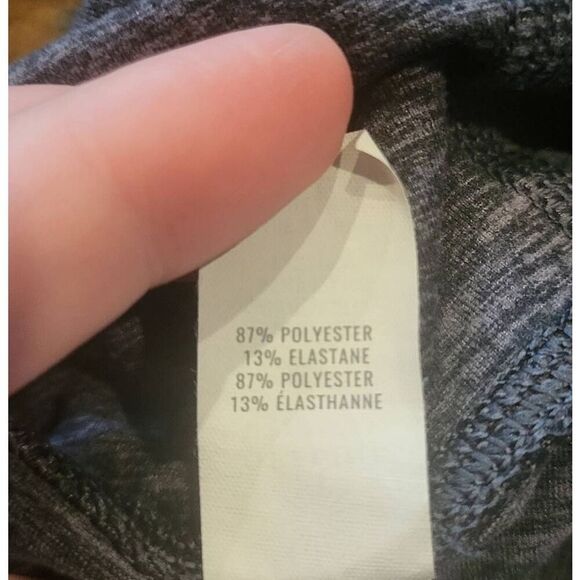 87% POLYESTER
13% ELASTANE
87% POLYESTER
13% ÉLASTHANNE